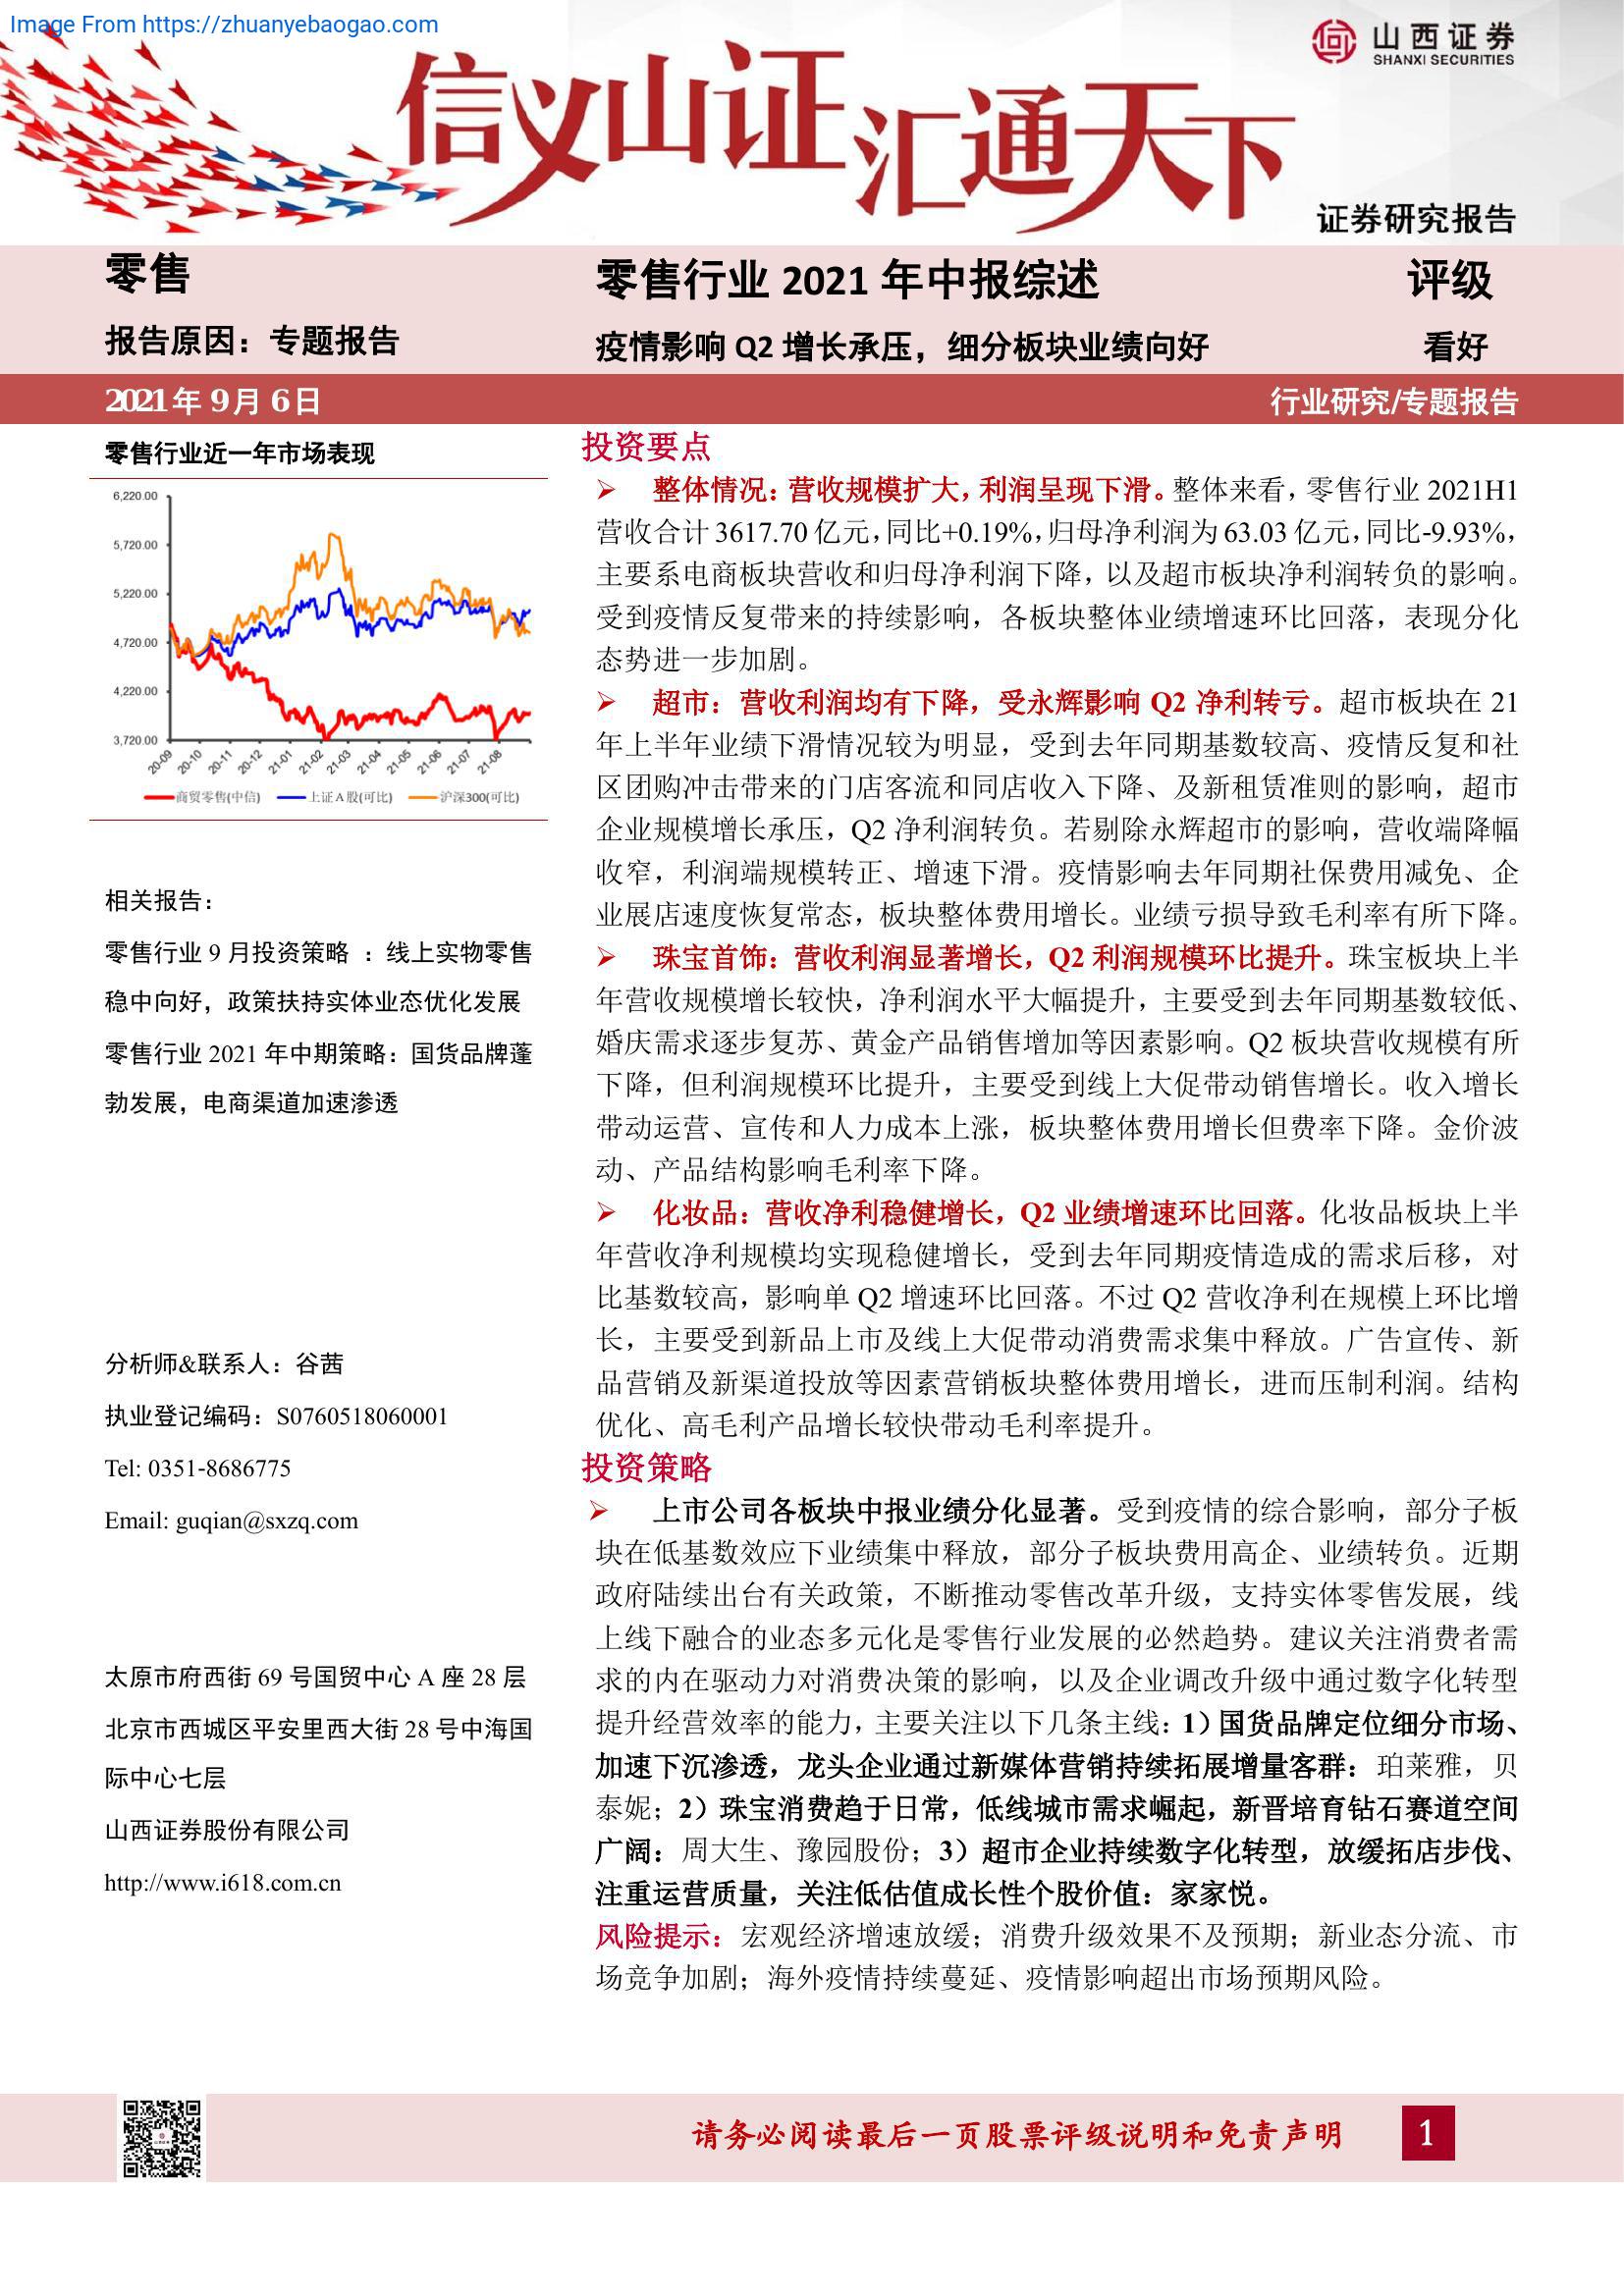 Image From https://zhuanyebaogao.com
山西证券
SHANXI SECURITIES
信义山证汇通天下
证券研究报告
零售
零售行业 2021 年中报综述
评级
报告原因：专题报告
疫情影响 Q2 增长承压，细分板块业绩向好
看好
2021 年 9 月 6 日
行业研究/专题报告
零售行业近一年市场表现
6,220.00
5,720.00
5,220.00
4,720.00
4,220.00
3,720.00
20-09 20-10 20-11 20-12 21-01 21-02 21-03 21-04 21-05 21-06 21-07 21-08
商贸零售(中信) 上证A股(可比) 沪深300(可比)
相关报告：
零售行业 9 月投资策略 ：线上实物零售
稳中向好，政策扶持实体业态优化发展
零售行业 2021 年中期策略：国货品牌蓬
勃发展，电商渠道加速渗透
分析师&联系人：谷茜
执业登记编码：S0760518060001
Tel: 0351-8686775
Email: guqian@sxzq.com
太原市府西街 69 号国贸中心 A 座 28 层
北京市西城区平安里西大街 28 号中海国
际中心七层
山西证券股份有限公司
http://www.i618.com.cn
投资要点
➢ 整体情况：营收规模扩大，利润呈现下滑。整体来看，零售行业 2021H1
营收合计 3617.70 亿元，同比+0.19%，归母净利润为 63.03 亿元，同比-9.93%，
主要系电商板块营收和归母净利润下降，以及超市板块净利润转负的影响。
受到疫情反复带来的持续影响，各板块整体业绩增速环比回落，表现分化
态势进一步加剧。
➢ 超市：营收利润均有下降，受永辉影响 Q2 净利转亏。超市板块在 21
年上半年业绩下滑情况较为明显，受到去年同期基数较高、疫情反复和社
区团购冲击带来的门店客流和同店收入下降、及新租赁准则的影响，超市
企业规模增长承压，Q2 净利润转负。若剔除永辉超市的影响，营收端降幅
收窄，利润端规模转正、增速下滑。疫情影响去年同期社保费用减免、企
业展店速度恢复常态，板块整体费用增长。业绩亏损导致毛利率有所下降。
➢ 珠宝首饰：营收利润显著增长，Q2 利润规模环比提升。珠宝板块上半
年营收规模增长较快，净利润水平大幅提升，主要受到去年同期基数较低、
婚庆需求逐步复苏、黄金产品销售增加等因素影响。Q2 板块营收规模有所
下降，但利润规模环比提升，主要受到线上大促带动销售增长。收入增长
带动运营、宣传和人力成本上涨，板块整体费用增长但费率下降。金价波
动、产品结构影响毛利率下降。
➢ 化妆品：营收净利稳健增长，Q2 业绩增速环比回落。化妆品板块上半
年营收净利规模均实现稳健增长，受到去年同期疫情造成的需求后移，对
比基数较高，影响单 Q2 增速环比回落。不过 Q2 营收净利在规模上环比增
长，主要受到新品上市及线上大促带动消费需求集中释放。广告宣传、新
品营销及新渠道投放等因素营销板块整体费用增长，进而压制利润。结构
优化、高毛利产品增长较快带动毛利率提升。
投资策略
➢ 上市公司各板块中报业绩分化显著。受到疫情的综合影响，部分子板
块在低基数效应下业绩集中释放，部分子板块费用高企、业绩转负。近期
政府陆续出台有关政策，不断推动零售改革升级，支持实体零售发展，线
上线下融合的业态多元化是零售行业发展的必然趋势。建议关注消费者需
求的内在驱动力对消费决策的影响，以及企业调改升级中通过数字化转型
提升经营效率的能力，主要关注以下几条主线：1）国货品牌定位细分市场、
加速下沉渗透，龙头企业通过新媒体营销持续拓展增量客群：珀莱雅，贝
泰妮；2）珠宝消费趋于日常，低线城市需求崛起，新晋培育钻石赛道空间
广阔：周大生、豫园股份；3）超市企业持续数字化转型，放缓拓店步伐、
注重运营质量，关注低估值成长性个股价值：家家悦。
风险提示：宏观经济增速放缓；消费升级效果不及预期；新业态分流、市
场竞争加剧；海外疫情持续蔓延、疫情影响超出市场预期风险。
请务必阅读最后一页股票评级说明和免责声明
1